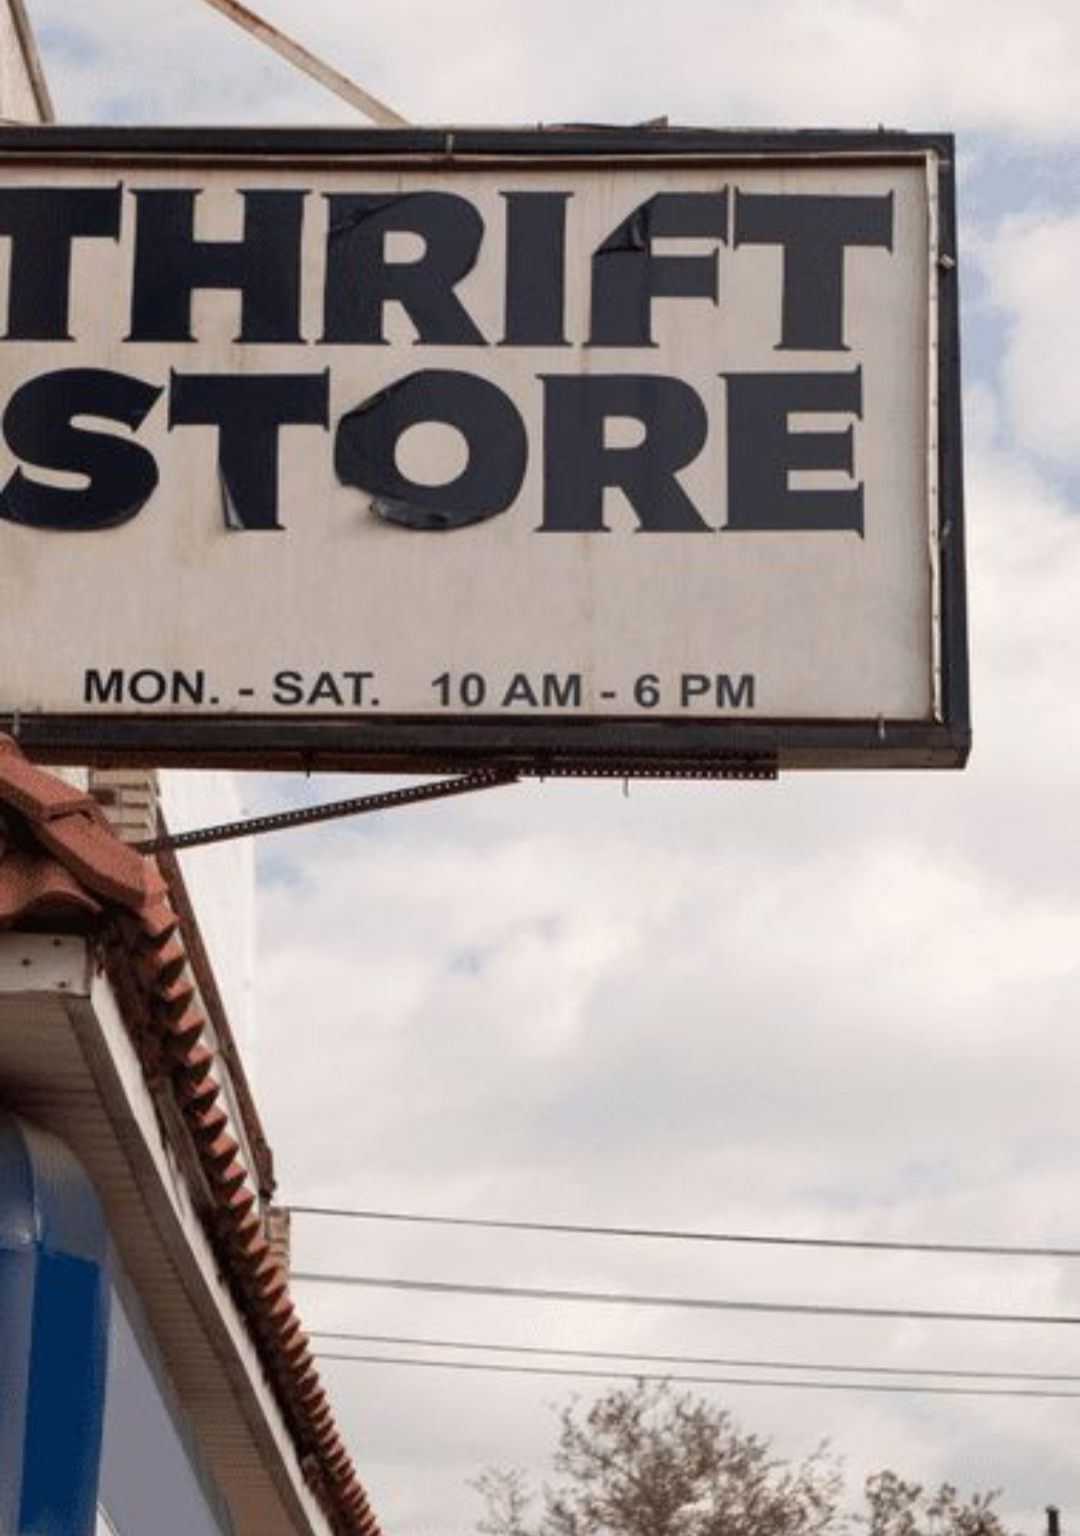 THRIFT
STORE
MON. - SAT. 10 AM - 6 PM